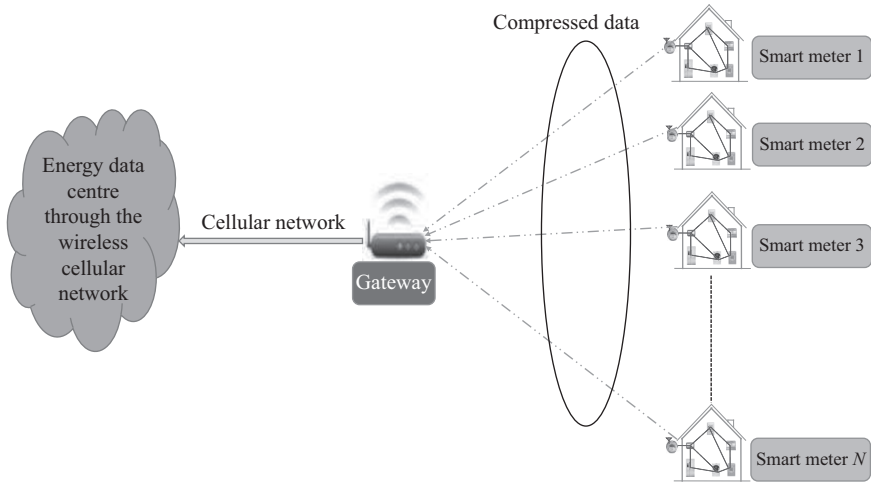 Compressed data
Smart meter 1
Smart meter 2
Smart meter 3
Smart meter N
Energy data
centre
through the
wireless
cellular
network
Cellular network
Gateway